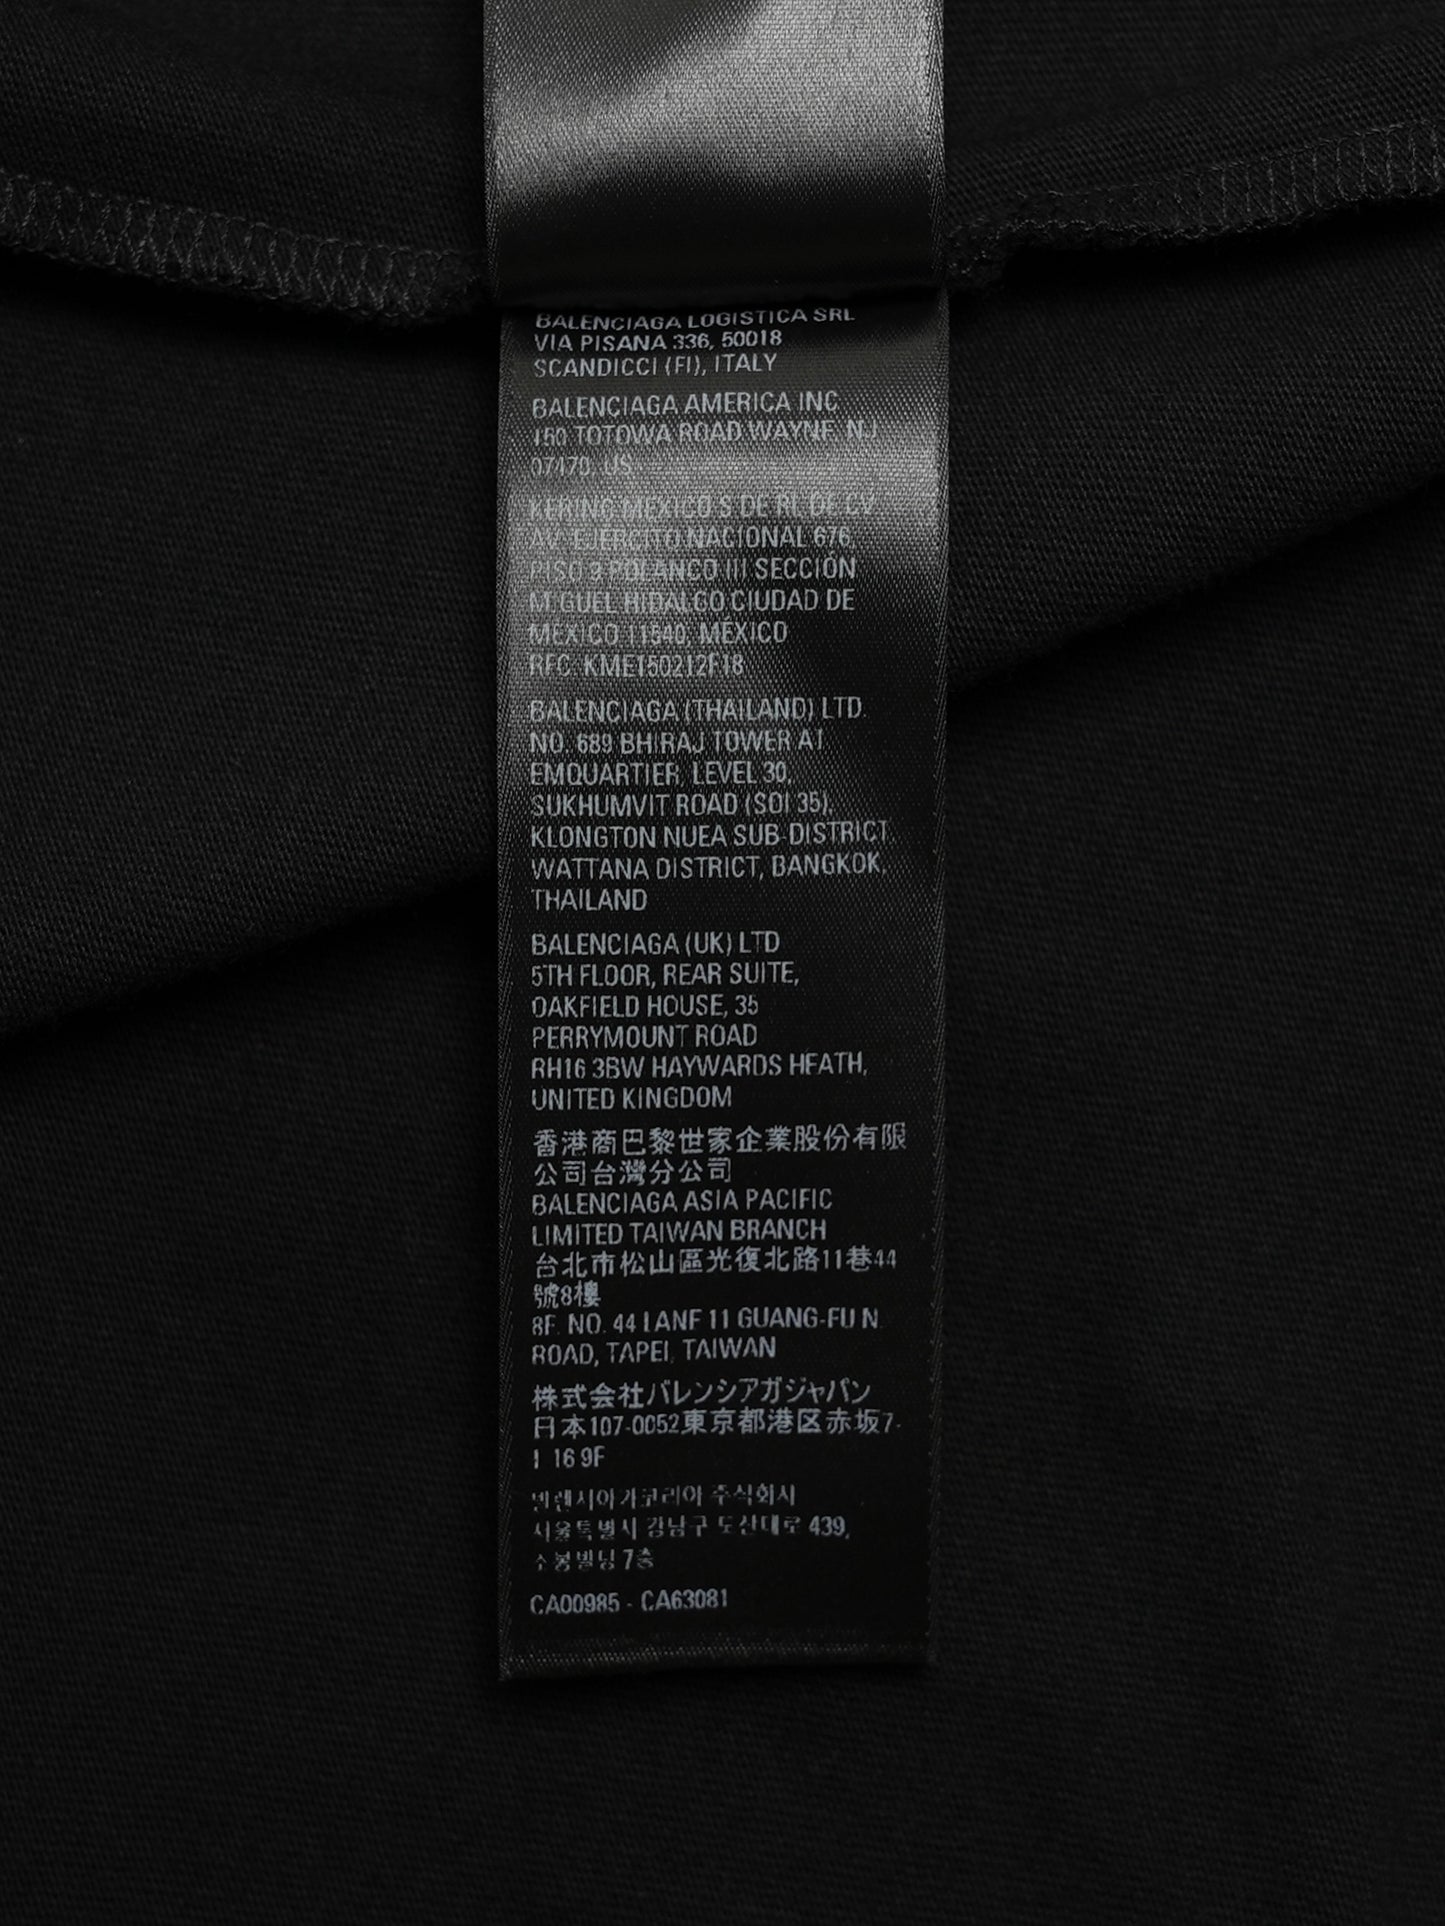 BALENCIAGA LOGISTICA SRL
VIA PISANA 336, 50018
SCANDICCI (FI), ITALY
BALENCIAGA AMERICA INC
150 TOTOWA ROAD WAYNE NJ
07470, US
KERING MEXICO S DE RL DE CV
AV. EJÉRCITO NACIONAL 676
PISO 3 POLANCO III SECCIÓN
MIGUEL HIDALGO CIUDAD DE
MEXICO 11540, MEXICO
RFC. KME150212F18
BALENCIAGA (THAILAND) LTD.
NO. 689 BHIRAJ TOWER AT
EMQUARTIER, LEVEL 30,
SUKHUMVIT ROAD (SOI 35),
KLONGTON NUEA SUB-DISTRICT,
WATTANA DISTRICT, BANGKOK,
THAILAND
BALENCIAGA (UK) LTD
5TH FLOOR, REAR SUITE,
OAKFIELD HOUSE, 35
PERRYMOUNT ROAD
RH16 3BW HAYWARDS HEATH,
UNITED KINGDOM
香港商巴黎世家企業股份有限
公司台灣分公司
BALENCIAGA ASIA PACIFIC
LIMITED TAIWAN BRANCH
台北市松山區光復北路11巷44
號8樓
8F. NO. 44 LANE 11 GUANG-FU N.
ROAD, TAPEI, TAIWAN
株式会社バレンシアガジャパン
日本107-0052東京都港区赤坂7-
1 16 9F
발렌시아가코리아 주식회사
서울특별시 강남구 도산대로 439,
소봉빌딩 7층
CA00985 - CA63081